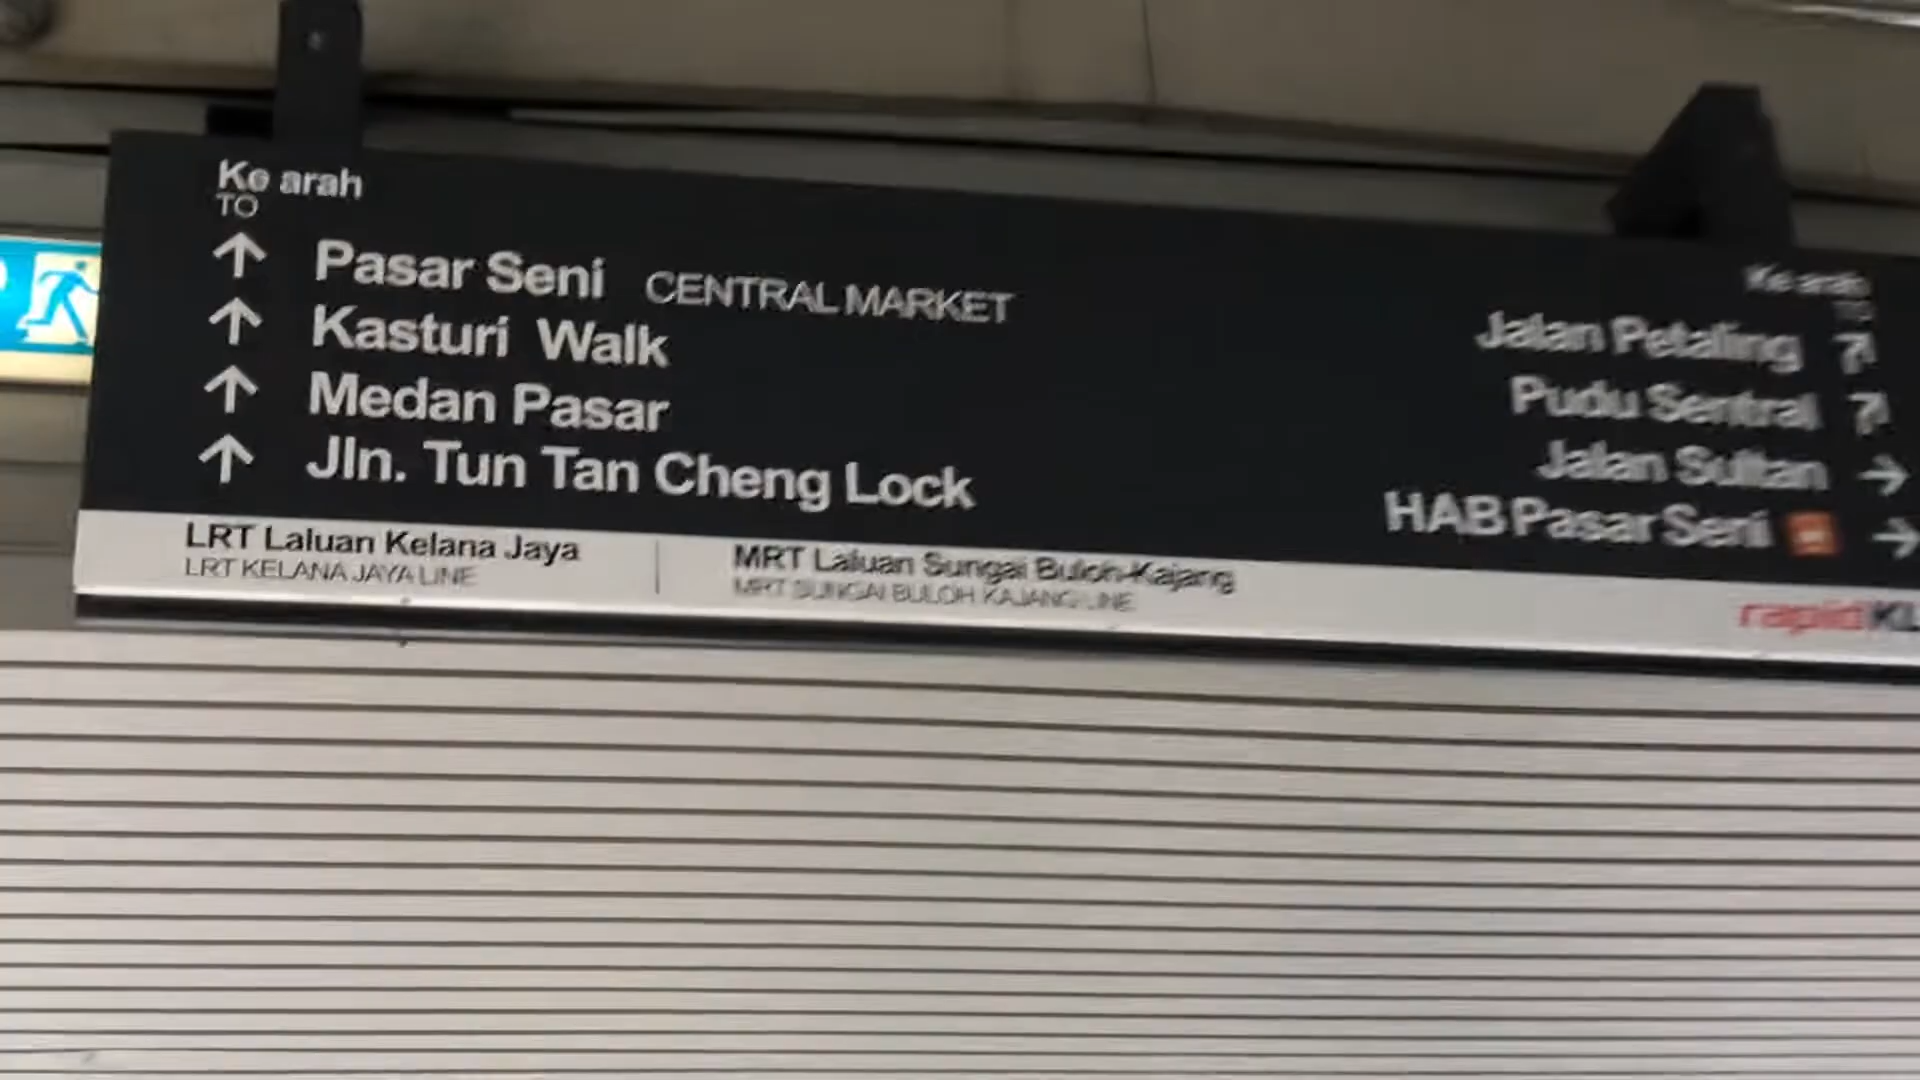 Ke arah
TO
Pasar Seni CENTRAL MARKET
Kasturi Walk
Medan Pasar
Jln. Tun Tan Cheng Lock
LRT Laluan Kelana Jaya
LRT KELANA JAYA LINE
MRT Laluan Sungai Buloh-Kajang
MRT SUNGAI BULOH KAJANG LINE
Ke arah
TO
Jalan Petaling
Pudu Sentral
Jalan Sultan
HAB Pasar Seni
rapidKL